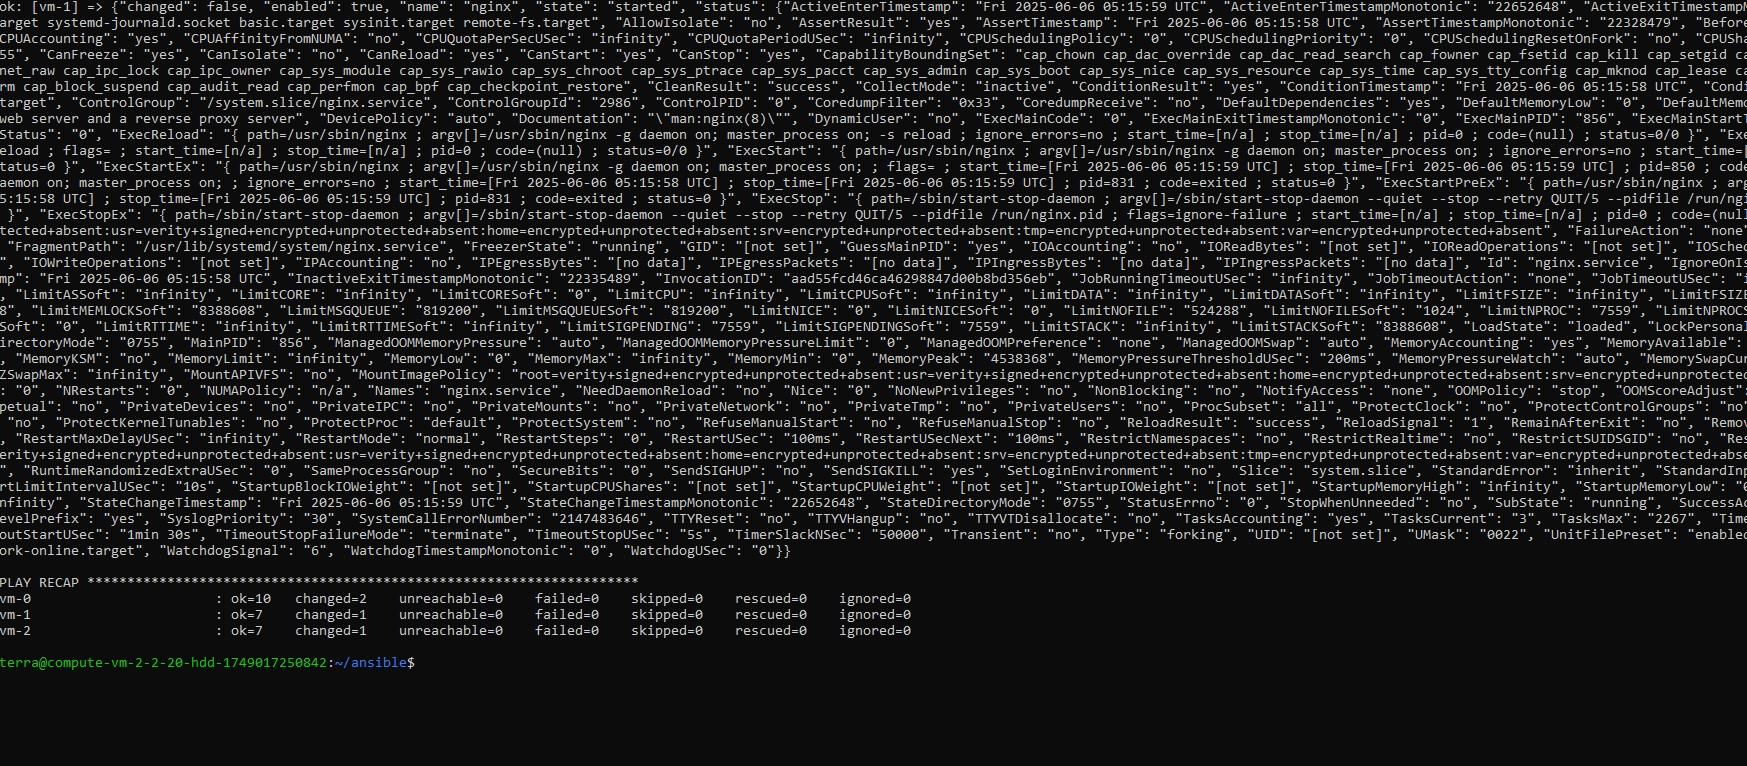 ok: [vm-1] => {"changed": false, "enabled": true, "name": "nginx", "state": "started", "status": {"ActiveEnterTimestamp": "Fri 2025-06-06 05:15:59 UTC", "ActiveEnterTimestampMonotonic": "22652648", "ActiveExitTimestampM
arget systemd-journald.socket basic.target sysinit.target remote-fs.target", "AllowIsolate": "no", "AssertResult": "yes", "AssertTimestamp": "Fri 2025-06-06 05:15:58 UTC", "AssertTimestampMonotonic": "22328479", "Before
CPUAccounting": "yes", "CPUAffinityFromNUMA": "no", "CPUQuotaPerSecUSec": "infinity", "CPUQuotaPeriodUSec": "infinity", "CPUSchedulingPolicy": "0", "CPUSchedulingPriority": "0", "CPUSchedulingResetOnFork": "no", "CPUSha
55", "CanFreeze": "yes", "CanIsolate": "no", "CanReload": "yes", "CanStart": "yes", "CanStop": "yes", "CapabilityBoundingSet": "cap_chown cap_dac_override cap_dac_read_search cap_fowner cap_fsetid cap_kill cap_setgid ca
net_raw cap_ipc_lock cap_ipc_owner cap_sys_module cap_sys_rawio cap_sys_chroot cap_sys_ptrace cap_sys_pacct cap_sys_admin cap_sys_boot cap_sys_nice cap_sys_resource cap_sys_time cap_sys_tty_config cap_mknod cap_lease ca
rm cap_block_suspend cap_audit_read cap_perfmon cap_bpf cap_checkpoint_restore", "CleanResult": "success", "CollectMode": "inactive", "ConditionResult": "yes", "ConditionTimestamp": "Fri 2025-06-06 05:15:58 UTC", "Condi
target", "ControlGroup": "/system.slice/nginx.service", "ControlGroupId": "2986", "ControlPID": "0", "CoredumpFilter": "0x33", "CoredumpReceive": "no", "DefaultDependencies": "yes", "DefaultMemoryLow": "0", "DefaultMemo
web server and a reverse proxy server", "DevicePolicy": "auto", "Documentation": "\"man:nginx(8)\"", "DynamicUser": "no", "ExecMainCode": "0", "ExecMainExitTimestampMonotonic": "0", "ExecMainPID": "856", "ExecMainStartT
Status": "0", "ExecReload": "{ path=/usr/sbin/nginx ; argv[]=/usr/sbin/nginx -g daemon on; master_process on; -s reload ; ignore_errors=no ; start_time=[n/a] ; stop_time=[n/a] ; pid=0 ; code=(null) ; status=0/0 }", "Exe
eload ; flags= ; start_time=[n/a] ; stop_time=[n/a] ; pid=0 ; code=(null) ; status=0/0 }", "ExecStart": "{ path=/usr/sbin/nginx ; argv[]=/usr/sbin/nginx -g daemon on; master_process on; ; ignore_errors=no ; start_time=[
tatus=0 }", "ExecStartEx": "{ path=/usr/sbin/nginx ; argv[]=/usr/sbin/nginx -g daemon on; master_process on; ; flags= ; start_time=[Fri 2025-06-06 05:15:59 UTC] ; stop_time=[Fri 2025-06-06 05:15:59 UTC] ; pid=850 ; code
aemon on; master_process on; ; ignore_errors=no ; start_time=[Fri 2025-06-06 05:15:58 UTC] ; stop_time=[Fri 2025-06-06 05:15:59 UTC] ; pid=831 ; code=exited ; status=0 }", "ExecStartPreEx": "{ path=/usr/sbin/nginx ; arg
5:15:58 UTC] ; stop_time=[Fri 2025-06-06 05:15:59 UTC] ; pid=831 ; code=exited ; status=0 }", "ExecStop": "{ path=/sbin/start-stop-daemon ; argv[]=/sbin/start-stop-daemon --quiet --stop --retry QUIT/5 --pidfile /run/ngi
 }", "ExecStopEx": "{ path=/sbin/start-stop-daemon ; argv[]=/sbin/start-stop-daemon --quiet --stop --retry QUIT/5 --pidfile /run/nginx.pid ; flags=ignore-failure ; start_time=[n/a] ; stop_time=[n/a] ; pid=0 ; code=(null
tected+absent:usr=verity+signed+encrypted+unprotected+absent:home=encrypted+unprotected+absent:srv=encrypted+unprotected+absent:tmp=encrypted+unprotected+absent:var=encrypted+unprotected+absent", "FailureAction": "none"
 "FragmentPath": "/usr/lib/systemd/system/nginx.service", "FreezerState": "running", "GID": "[not set]", "GuessMainPID": "yes", "IOAccounting": "no", "IOReadBytes": "[not set]", "IOReadOperations": "[not set]", "IOSched
, "IOWriteOperations": "[not set]", "IPAccounting": "no", "IPEgressBytes": "[no data]", "IPEgressPackets": "[no data]", "IPIngressBytes": "[no data]", "IPIngressPackets": "[no data]", "Id": "nginx.service", "IgnoreOnIs
mp": "Fri 2025-06-06 05:15:58 UTC", "InactiveExitTimestampMonotonic": "22335489", "InvocationID": "aad55fcd46ca46298847d00b8bd356eb", "JobRunningTimeoutUSec": "infinity", "JobTimeoutAction": "none", "JobTimeoutUSec": "i
, "LimitASSoft": "infinity", "LimitCORE": "infinity", "LimitCORESoft": "0", "LimitCPU": "infinity", "LimitCPUSoft": "infinity", "LimitDATA": "infinity", "LimitDATASoft": "infinity", "LimitFSIZE": "infinity", "LimitFSIZE
8", "LimitMEMLOCKSoft": "8388608", "LimitMSGQUEUE": "819200", "LimitMSGQUEUESoft": "819200", "LimitNICE": "0", "LimitNICESoft": "0", "LimitNOFILE": "524288", "LimitNOFILESoft": "1024", "LimitNPROC": "7559", "LimitNPROCS
Soft": "0", "LimitRTTIME": "infinity", "LimitRTTIMESoft": "infinity", "LimitSIGPENDING": "7559", "LimitSIGPENDINGSoft": "7559", "LimitSTACK": "infinity", "LimitSTACKSoft": "8388608", "LoadState": "loaded", "LockPersonal
irectoryMode": "0755", "MainPID": "856", "ManagedOOMMemoryPressure": "auto", "ManagedOOMMemoryPressureLimit": "0", "ManagedOOMPreference": "none", "ManagedOOMSwap": "auto", "MemoryAccounting": "yes", "MemoryAvailable":
, "MemoryKSM": "no", "MemoryLimit": "infinity", "MemoryLow": "0", "MemoryMax": "infinity", "MemoryMin": "0", "MemoryPeak": "4538368", "MemoryPressureThresholdUSec": "200ms", "MemoryPressureWatch": "auto", "MemorySwapCur
ZSwapMax": "infinity", "MountAPIVFS": "no", "MountImagePolicy": "root=verity+signed+encrypted+unprotected+absent:usr=verity+signed+encrypted+unprotected+absent:home=encrypted+unprotected+absent:srv=encrypted+unprotected
: "0", "NRestarts": "0", "NUMAPolicy": "n/a", "Names": "nginx.service", "NeedDaemonReload": "no", "Nice": "0", "NoNewPrivileges": "no", "NonBlocking": "no", "NotifyAccess": "none", "OOMPolicy": "stop", "OOMScoreAdjust":
petual": "no", "PrivateDevices": "no", "PrivateIPC": "no", "PrivateMounts": "no", "PrivateNetwork": "no", "PrivateTmp": "no", "PrivateUsers": "no", "ProcSubset": "all", "ProtectClock": "no", "ProtectControlGroups": "no"
 "no", "ProtectKernelTunables": "no", "ProtectProc": "default", "ProtectSystem": "no", "RefuseManualStart": "no", "RefuseManualStop": "no", "ReloadResult": "success", "ReloadSignal": "1", "RemainAfterExit": "no", "Remov
, "RestartMaxDelayUSec": "infinity", "RestartMode": "normal", "RestartSteps": "0", "RestartUSec": "100ms", "RestartUSecNext": "100ms", "RestrictNamespaces": "no", "RestrictRealtime": "no", "RestrictSUIDSGID": "no", "Res
erity+signed+encrypted+unprotected+absent:usr=verity+signed+encrypted+unprotected+absent:home=encrypted+unprotected+absent:srv=encrypted+unprotected+absent:tmp=encrypted+unprotected+absent:var=encrypted+unprotected+abse
, "RuntimeRandomizedExtraUSec": "0", "SameProcessGroup": "no", "SecureBits": "0", "SendSIGHUP": "no", "SendSIGKILL": "yes", "SetLoginEnvironment": "no", "Slice": "system.slice", "StandardError": "inherit", "StandardInp
rtLimitIntervalUSec": "10s", "StartupBlockIOWeight": "[not set]", "StartupCPUShares": "[not set]", "StartupCPUWeight": "[not set]", "StartupIOWeight": "[not set]", "StartupMemoryHigh": "infinity", "StartupMemoryLow": "0
nfinity", "StateChangeTimestamp": "Fri 2025-06-06 05:15:59 UTC", "StateChangeTimestampMonotonic": "22652648", "StateDirectoryMode": "0755", "StatusErrno": "0", "StopWhenUnneeded": "no", "SubState": "running", "SuccessAc
evelPrefix": "yes", "SyslogPriority": "30", "SystemCallErrorNumber": "2147483646", "TTYReset": "no", "TTYVHangup": "no", "TTYVTDisallocate": "no", "TasksAccounting": "yes", "TasksCurrent": "3", "TasksMax": "2267", "Time
outStartUSec": "1min 30s", "TimeoutStopFailureMode": "terminate", "TimeoutStopUSec": "5s", "TimerSlackNSec": "50000", "Transient": "no", "Type": "forking", "UID": "[not set]", "UMask": "0022", "UnitFilePreset": "enabled
ork-online.target", "WatchdogSignal": "6", "WatchdogTimestampMonotonic": "0", "WatchdogUSec": "0"}}
PLAY RECAP *********************************************************************
vm-0                       : ok=10   changed=2    unreachable=0    failed=0    skipped=0    rescued=0    ignored=0
vm-1                       : ok=7    changed=1    unreachable=0    failed=0    skipped=0    rescued=0    ignored=0
vm-2                       : ok=7    changed=1    unreachable=0    failed=0    skipped=0    rescued=0    ignored=0
terra@compute-vm-2-2-20-hdd-1749017250842:~/ansible$